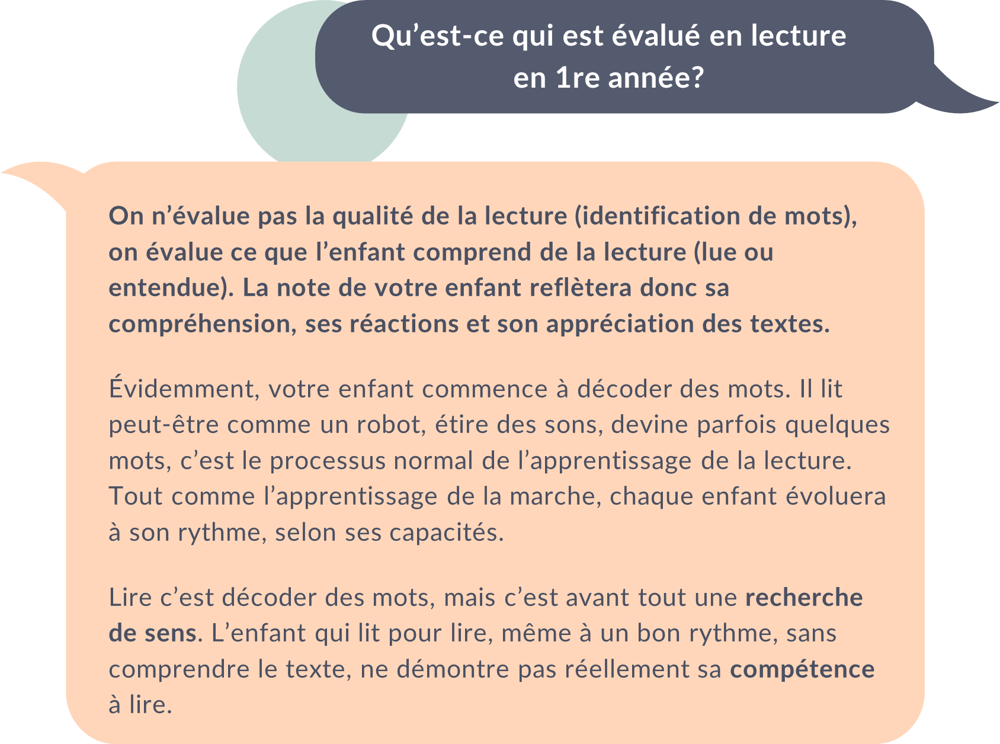 Qu’est-ce qui est évalué en lecture
en 1re année?
On n’évalue pas la qualité de la lecture (identification de mots),
on évalue ce que l’enfant comprend de la lecture (lue ou
entendue). La note de votre enfant reflètera donc sa
compréhension, ses réactions et son appréciation des textes.
Évidemment, votre enfant commence à décoder des mots. Il lit
peut-être comme un robot, étire des sons, devine parfois quelques
mots, c’est le processus normal de l’apprentissage de la lecture.
Tout comme l’apprentissage de la marche, chaque enfant évoluera
à son rythme, selon ses capacités.
Lire c’est décoder des mots, mais c’est avant tout une recherche
de sens. L’enfant qui lit pour lire, même à un bon rythme, sans
comprendre le texte, ne démontre pas réellement sa compétence
à lire.